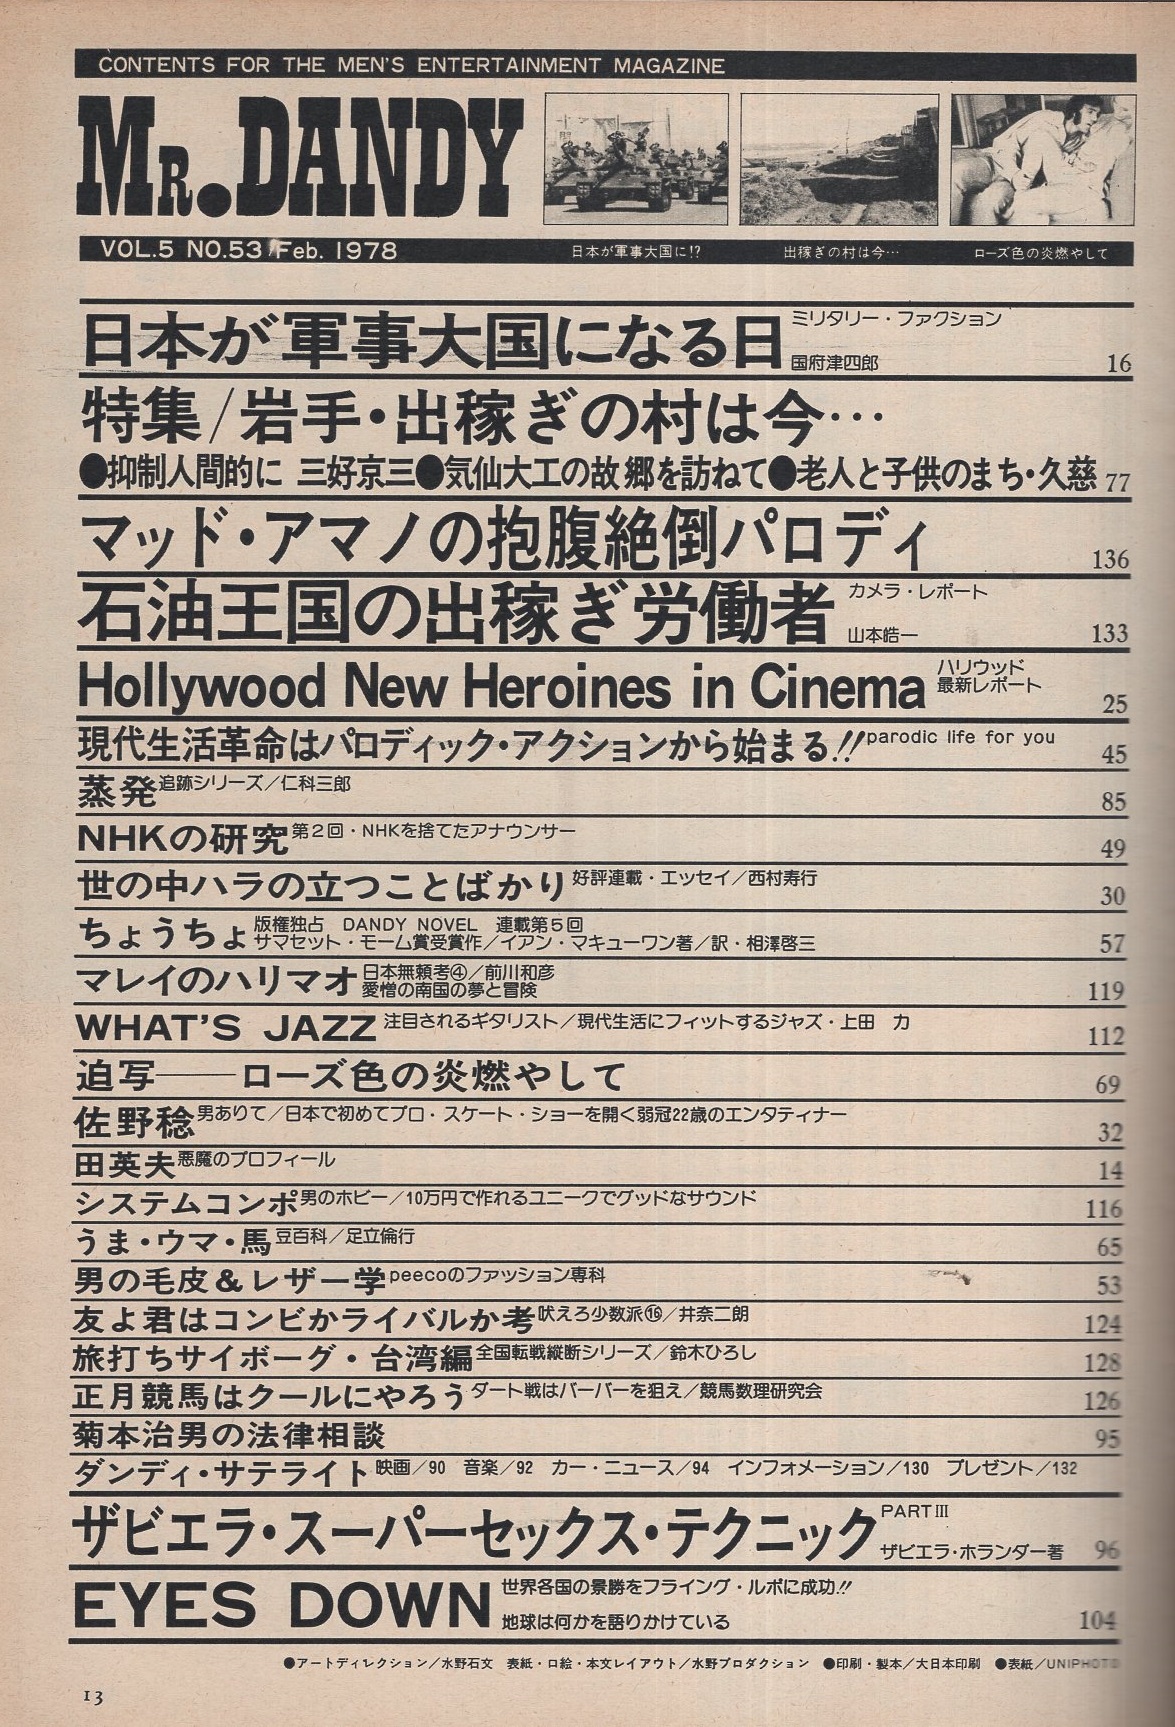 CONTENTS FOR THE MEN'S ENTERTAINMENT MAGAZINE
MR.DANDY
VOL.5 NO.53 Feb. 1978
日本が軍事大国に!?
出稼ぎの村は今…
ローズ色の炎燃やして
日本が軍事大国になる日 ミリタリー・ファクション
国府津四郎 16
特集/岩手・出稼ぎの村は今…
●抑制人間的に 三好京三●気仙大工の故郷を訪ねて●老人と子供のまち・久慈 77
マッド・アマノの抱腹絶倒パロディ 136
石油王国の出稼ぎ労働者 カメラ・レポート
山本皓一 133
Hollywood New Heroines in Cinema ハリウッド
最新レポート 25
現代生活革命はパロディック・アクションから始まる!! parodic life for you 45
蒸発 追跡シリーズ/仁科三郎 85
NHKの研究 第2回・NHKを捨てたアナウンサー 49
世の中ハラの立つことばかり 好評連載・エッセイ/西村寿行 30
ちょうちょ 版権独占 DANDY NOVEL 連載第5回
サマセット・モーム賞受賞作/イアン・マキューワン著/訳・相澤啓三 57
マレイのハリマオ 日本無頼考④/前川和彦
愛憎の南国の夢と冒険 119
WHAT'S JAZZ 注目されるギタリスト/現代生活にフィットするジャズ・上田 力 112
迫写――ローズ色の炎燃やして 69
佐野稔 男ありて/日本で初めてプロ・スケート・ショーを開く弱冠22歳のエンタティナー 32
田英夫 悪魔のプロフィール 14
システムコンポ 男のホビー/10万円で作れるユニークでグッドなサウンド 116
うま・ウマ・馬 豆百科/足立倫行 65
男の毛皮&レザー学 peecoのファッション専科 53
友よ君はコンビかライバルか考 吠えろ少数派⑯/井奈二朗 124
旅打ちサイボーグ・台湾編 全国転戦縦断シリーズ/鈴木ひろし 128
正月競馬はクールにやろう ダート戦はバーバーを狙え/競馬数理研究会 126
菊本治男の法律相談 95
ダンディ・サテライト 映画/90 音楽/92 カー・ニュース/94 インフォメーション/130 プレゼント/132
ザビエラ・スーパーセックス・テクニック PART III
ザビエラ・ホランダー著 96
EYES DOWN 世界各国の景勝をフライング・ルポに成功!!
地球は何かを語りかけている 104
●アートディレクション/水野石文 表紙・口絵・本文レイアウト/水野プロダクション ●印刷・製本/大日本印刷 ●表紙/UNIPHOTO
13